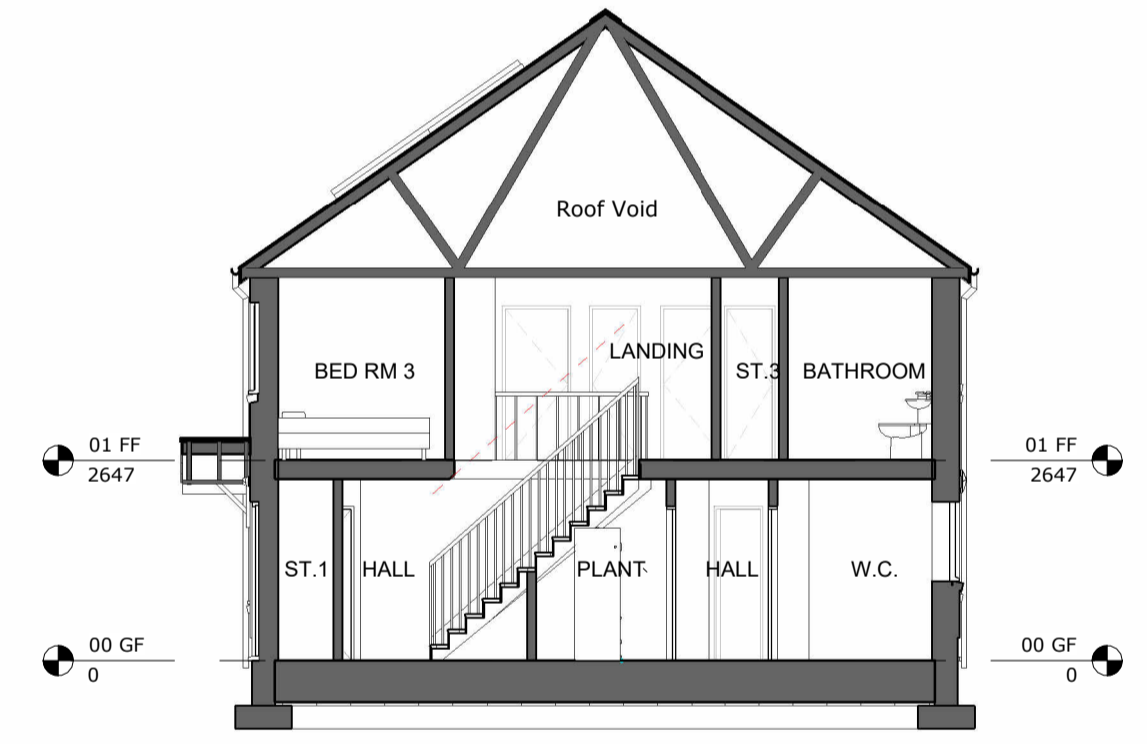 Roof Void
LANDING
BED RM 3
ST.3
BATHROOM
01 FF
2647
01 FF
2647
ST.1
HALL
PLANT
HALL
W.C.
00 GF
0
00 GF
0